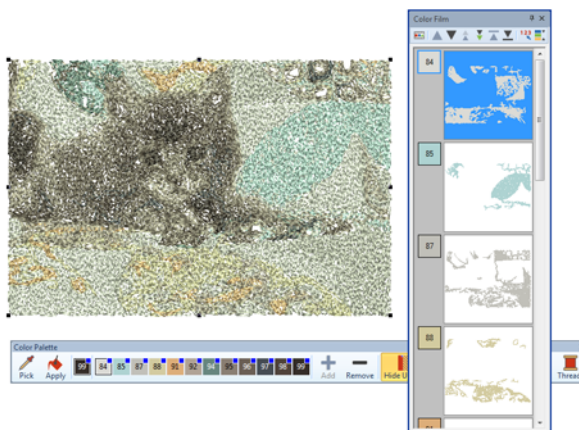 Color Film
84
85
87
88
Color Palette
99 84 85 87 88 91 92 94 95 96 97 98 99
Pick Apply Add Remove Hide U Thread